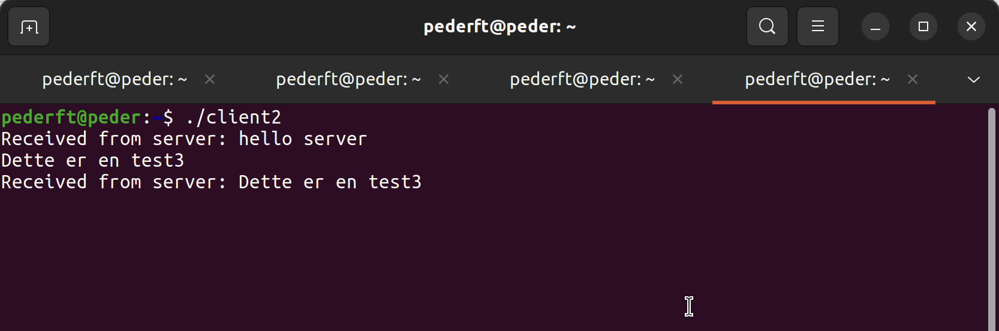 pederft@peder: ~
pederft@peder: ~ pederft@peder: ~ pederft@peder: ~ pederft@peder: ~
pederft@peder:~$ ./client2
Received from server: hello server
Dette er en test3
Received from server: Dette er en test3